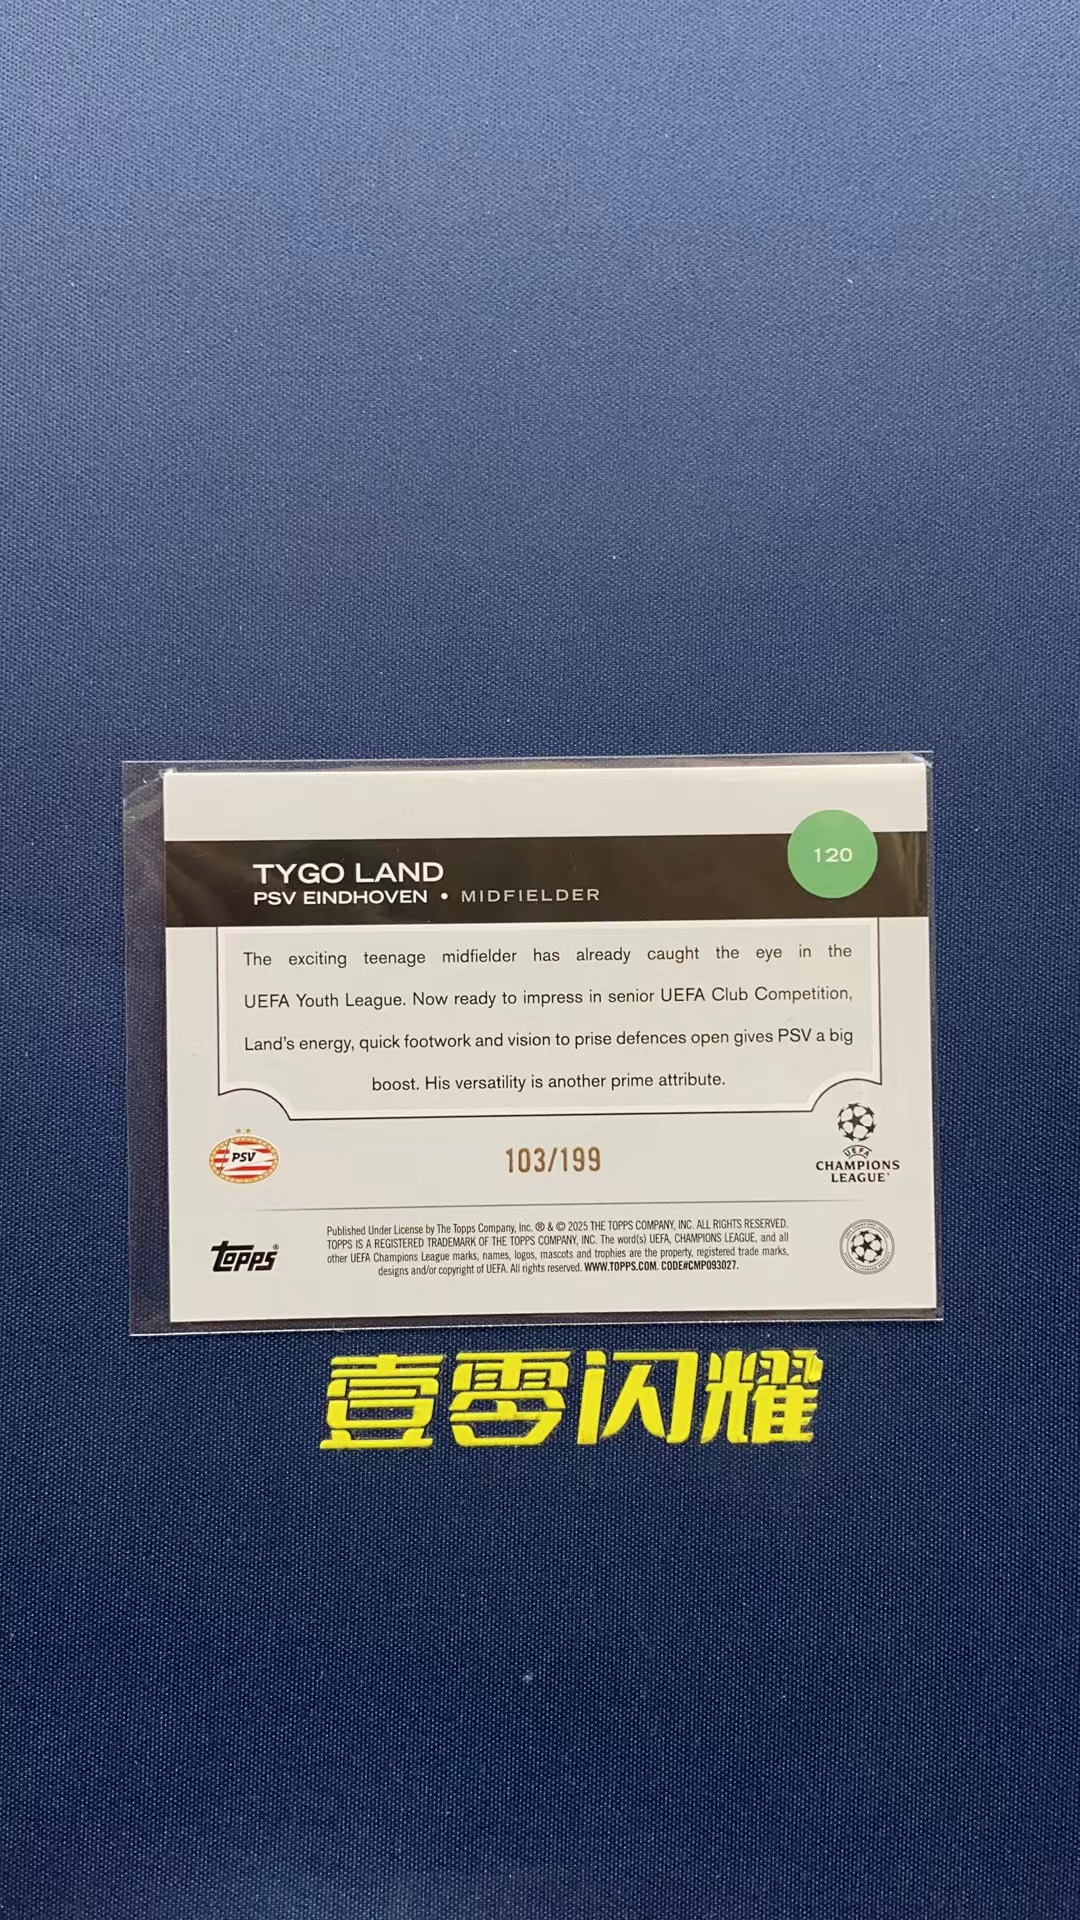 120
TYGO LAND
PSV EINDHOVEN • MIDFIELDER
The exciting teenage midfielder has already caught the eye in the
UEFA Youth League. Now ready to impress in senior UEFA Club Competition,
Land's energy, quick footwork and vision to prise defences open gives PSV a big
boost. His versatility is another prime attribute.
PSV
103/199
UEFA
CHAMPIONS
LEAGUE®
Topps®
Published Under License by The Topps Company, Inc. ® & © 2025 THE TOPPS COMPANY, INC. ALL RIGHTS RESERVED.
TOPPS IS A REGISTERED TRADEMARK OF THE TOPPS COMPANY, INC. The word(s) UEFA, CHAMPIONS LEAGUE, and all
other UEFA Champions League marks, names, logos, mascots and trophies are the property, registered trade marks,
designs and/or copyright of UEFA. All rights reserved. WWW.TOPPS.COM. CODE#CMP093027.
壹零闪耀